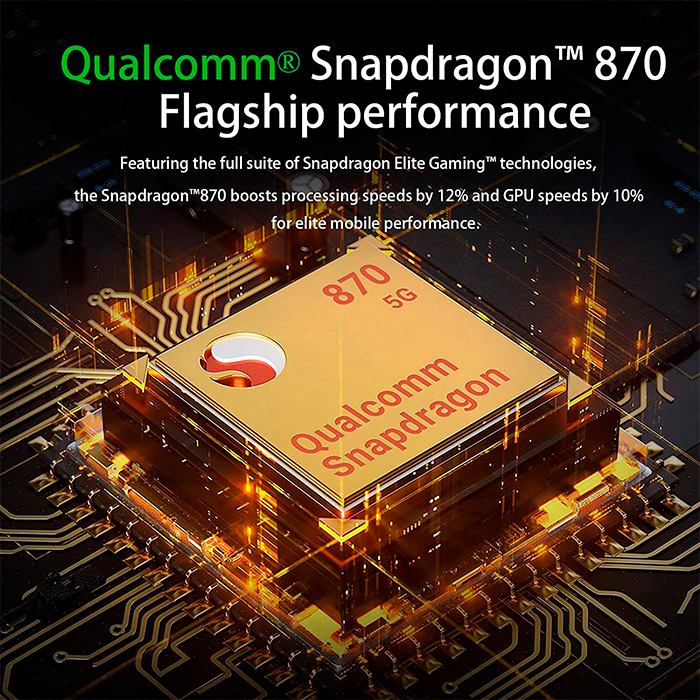 Qualcomm® Snapdragon™ 870
Flagship performance
Featuring the full suite of Snapdragon Elite Gaming™ technologies,
the Snapdragon™870 boosts processing speeds by 12% and GPU speeds by 10%
for elite mobile performance.
870
5G
Qualcomm
Snapdragon